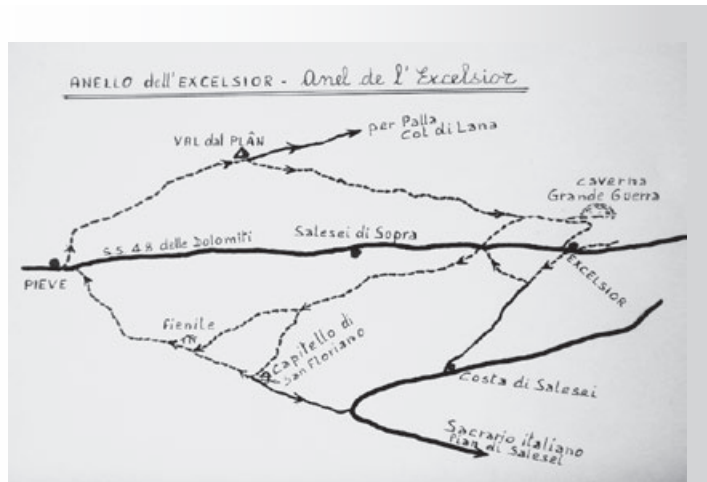 ANELLO dell'EXCELSIOR - Anel de l'Excelsior
VAL dal PLÂN
per Palla
Col di Lana
caverna
Grande Guerra
S.S. 48 delle Dolomiti
Salesei di Sopra
PIEVE
EXCELSIOR
fienile
Capitello di
San Floriano
Costa di Salesei
Sacrario italiano
Pian di Salesei